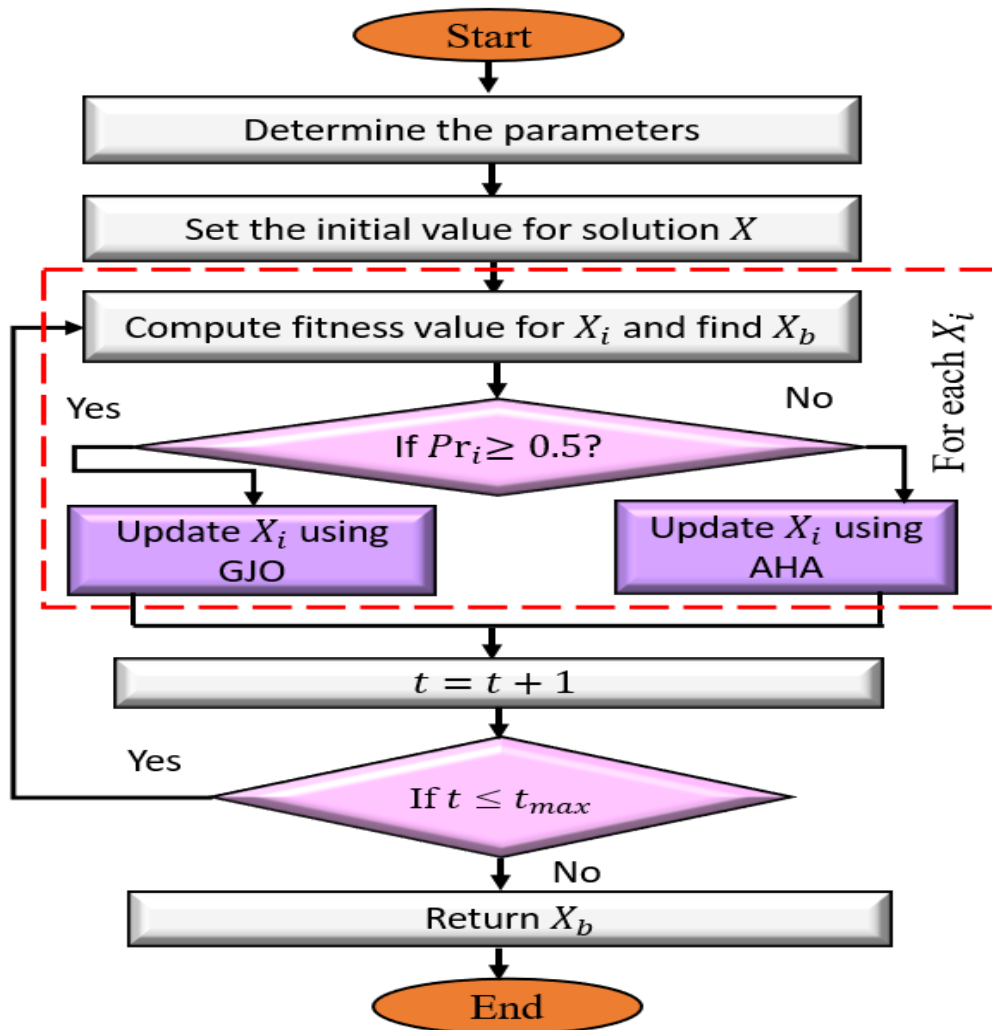 Start
Determine the parameters
Set the initial value for solution X
Compute fitness value for X_i and find X_b
For each X_i
Yes
No
If Pr_i ≥ 0.5?
Update X_i using
GJO
Update X_i using
AHA
t = t + 1
Yes
If t ≤ t_max
No
Return X_b
End